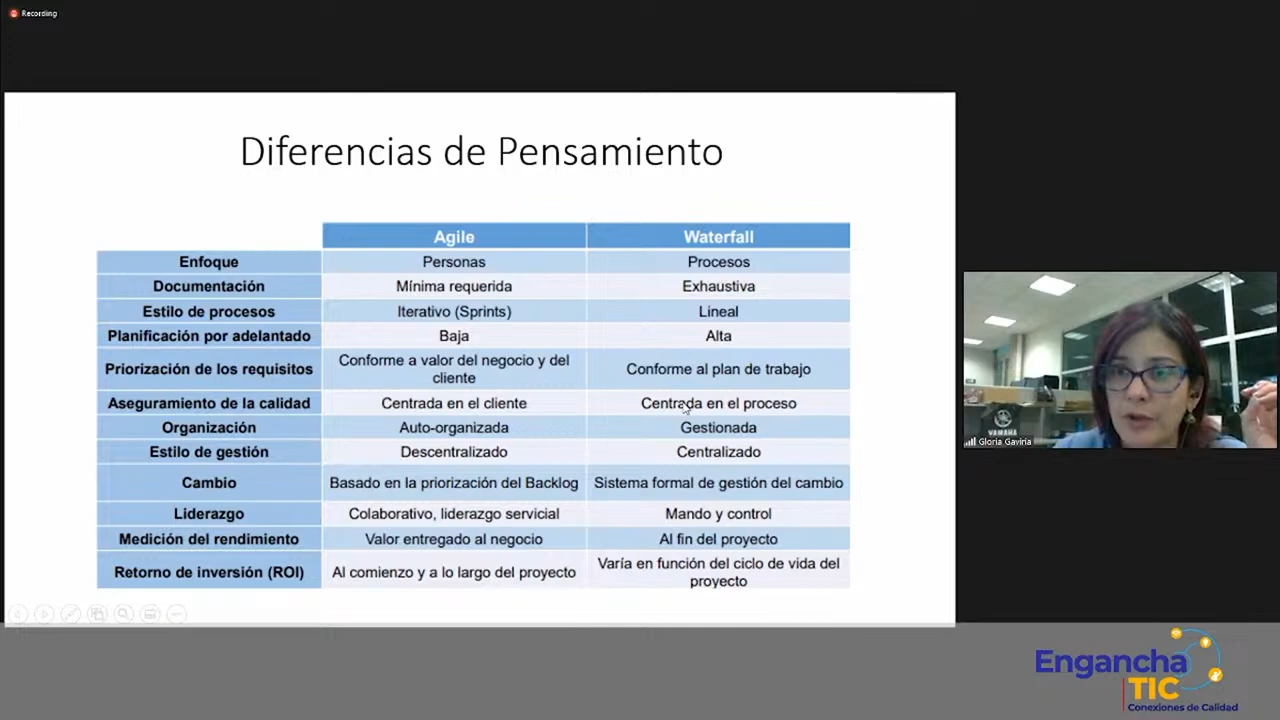 Recording
Diferencias de Pensamiento
Agile Waterfall
Enfoque Personas Procesos
Documentación Mínima requerida Exhaustiva
Estilo de procesos Iterativo (Sprints) Lineal
Planificación por adelantado Baja Alta
Priorización de los requisitos Conforme a valor del negocio y del
cliente Conforme al plan de trabajo
Aseguramiento de la calidad Centrada en el cliente Centrada en el proceso
Organización Auto-organizada Gestionada
Estilo de gestión Descentralizado Centralizado
Cambio Basado en la priorización del Backlog Sistema formal de gestión del cambio
Liderazgo Colaborativo, liderazgo servicial Mando y control
Medición del rendimiento Valor entregado al negocio Al fin del proyecto
Retorno de inversión (ROI) Al comienzo y a lo largo del proyecto Varía en función del ciclo de vida del
proyecto
YAMAHA
Gloria Gaviría
Engancha
TIC
Conexiones de Calidad